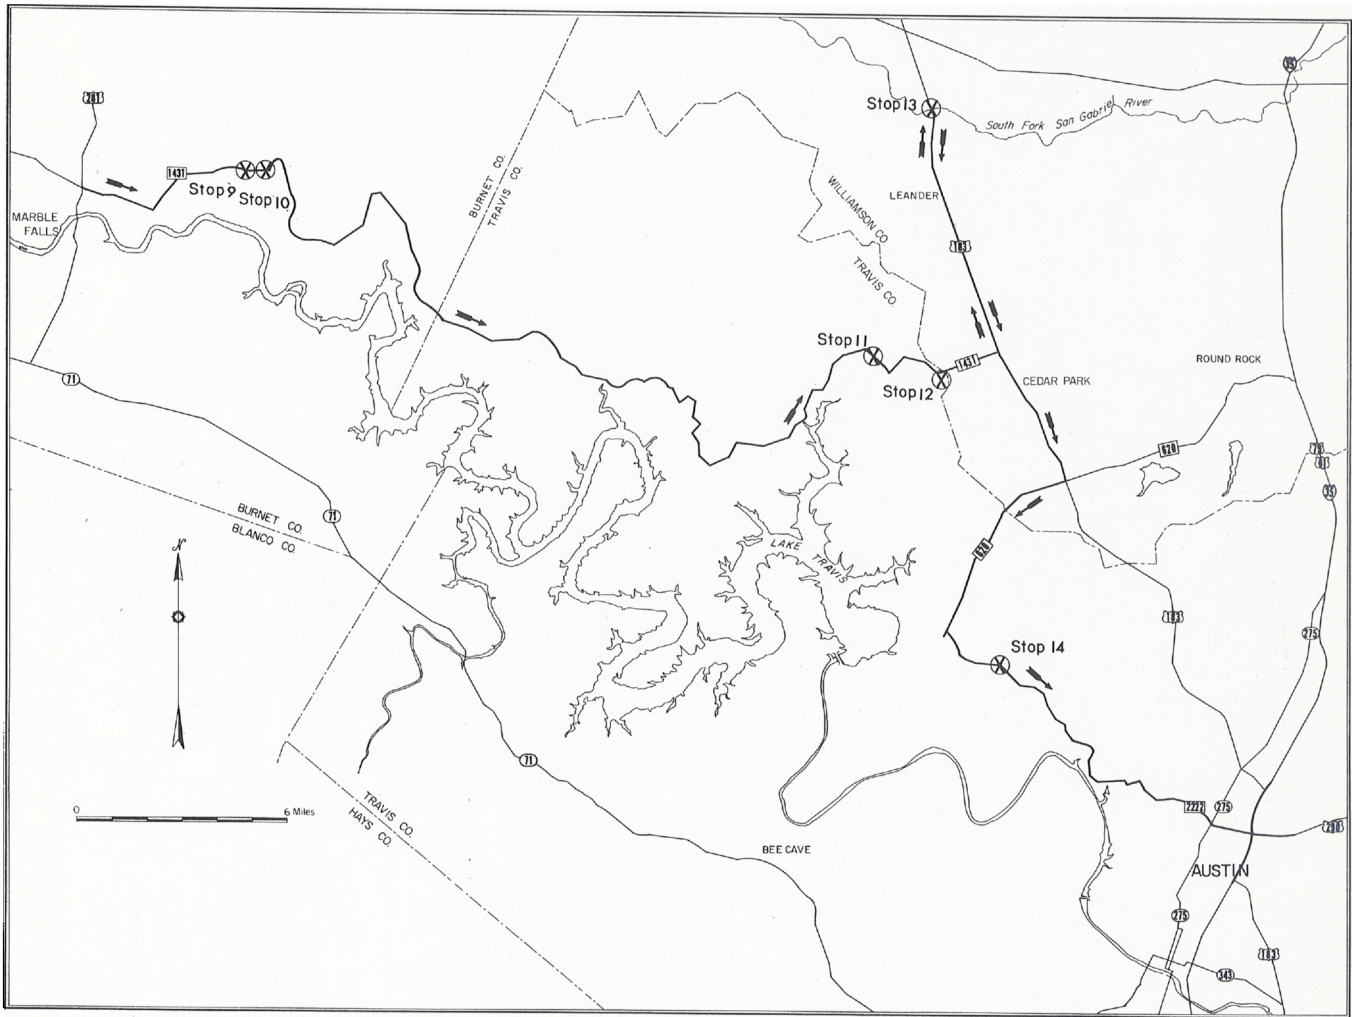 35
281
Stop 13
South Fork San Gabriel River
1431
Stop 9
Stop 10
BURNET CO.
TRAVIS CO.
WILLIAMSON CO.
TRAVIS CO.
LEANDER
183
MARBLE
FALLS
Stop 11
1431
Stop 12
CEDAR PARK
ROUND ROCK
71
620
79
81
35
71
BURNET CO.
BLANCO CO.
N
LAKE TRAVIS
620
183
275
Stop 14
71
0
6 Miles
TRAVIS CO.
HAYS CO.
2222
275
290
BEE CAVE
AUSTIN
275
183
343